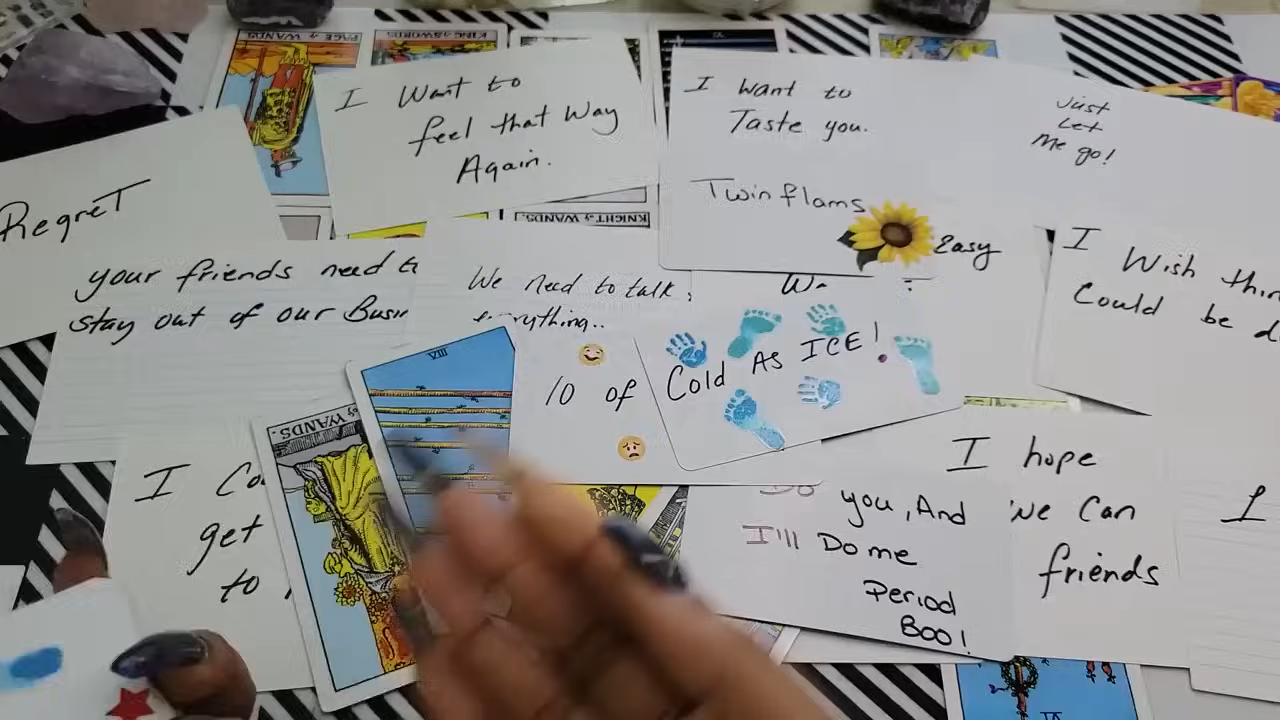 PAGE of WANDS.
KING of SWORDS
VI
I Want to
feel that Way
Again.
I Want to
Taste you.
Just
Let
Me go!
Twin flams
Easy
RegreT
KNIGHT of WANDS.
your friends need
stay out of our
We need to talk
I Wish
Could be
VIII
10 of
Cold As ICE!
of WANDS.
I
get
to
I hope
We Can
friends
you, And
I'll Do me
Period
BOO!
I
VI